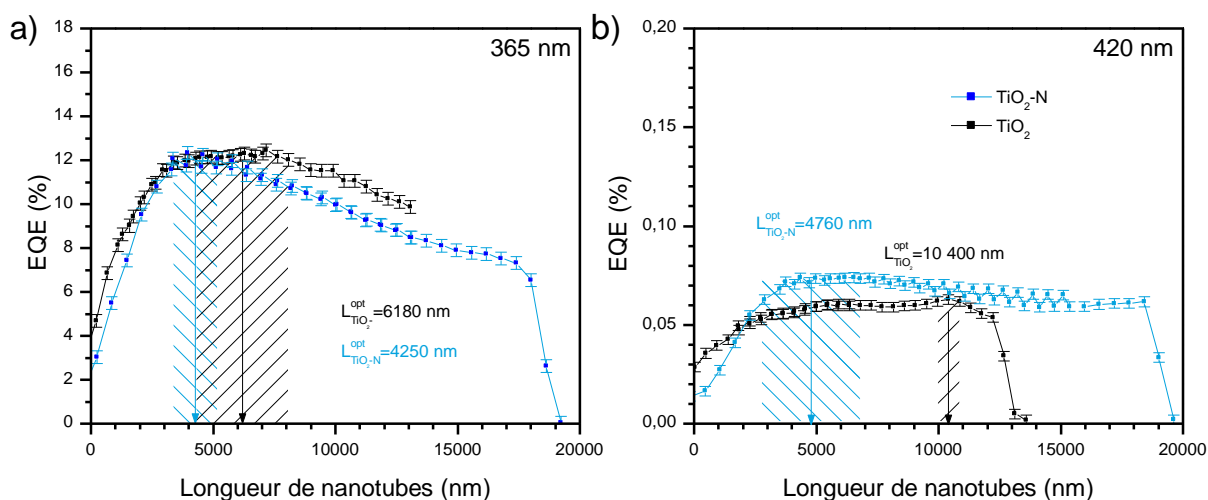 a)
365 nm
EQE (%)
18
16
14
12
10
8
6
4
2
0
L^opt_TiO₂-=6180 nm
L^opt_TiO₂-N=4250 nm
0 5000 10000 15000 20000
Longueur de nanotubes (nm)
b)
420 nm
EQE (%)
0,20
0,15
0,10
0,05
0,00
TiO₂-N
TiO₂
L^opt_TiO₂-N=4760 nm
L^opt_TiO₂=10 400 nm
0 5000 10000 15000 20000
Longueur de nanotubes (nm)